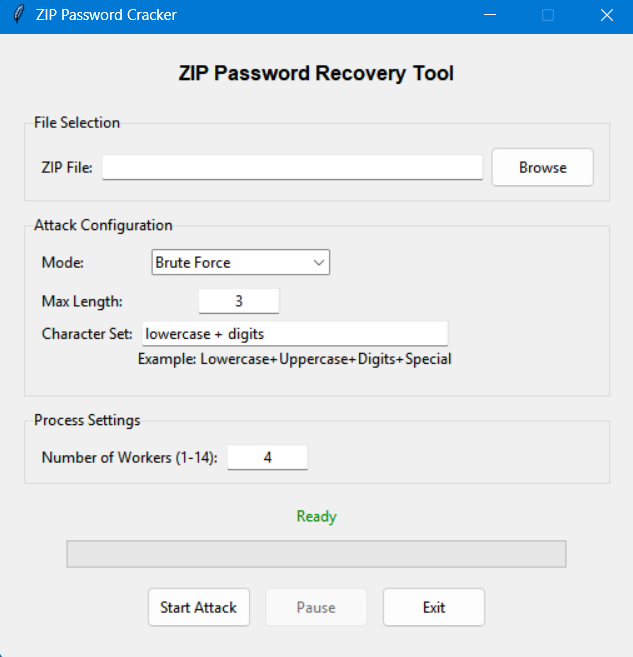 ZIP Password Cracker
ZIP Password Recovery Tool
File Selection
ZIP File: Browse
Attack Configuration
Mode: Brute Force
Max Length: 3
Character Set: lowercase + digits
Example: Lowercase+Uppercase+Digits+Special
Process Settings
Number of Workers (1-14): 4
Ready
Start Attack Pause Exit